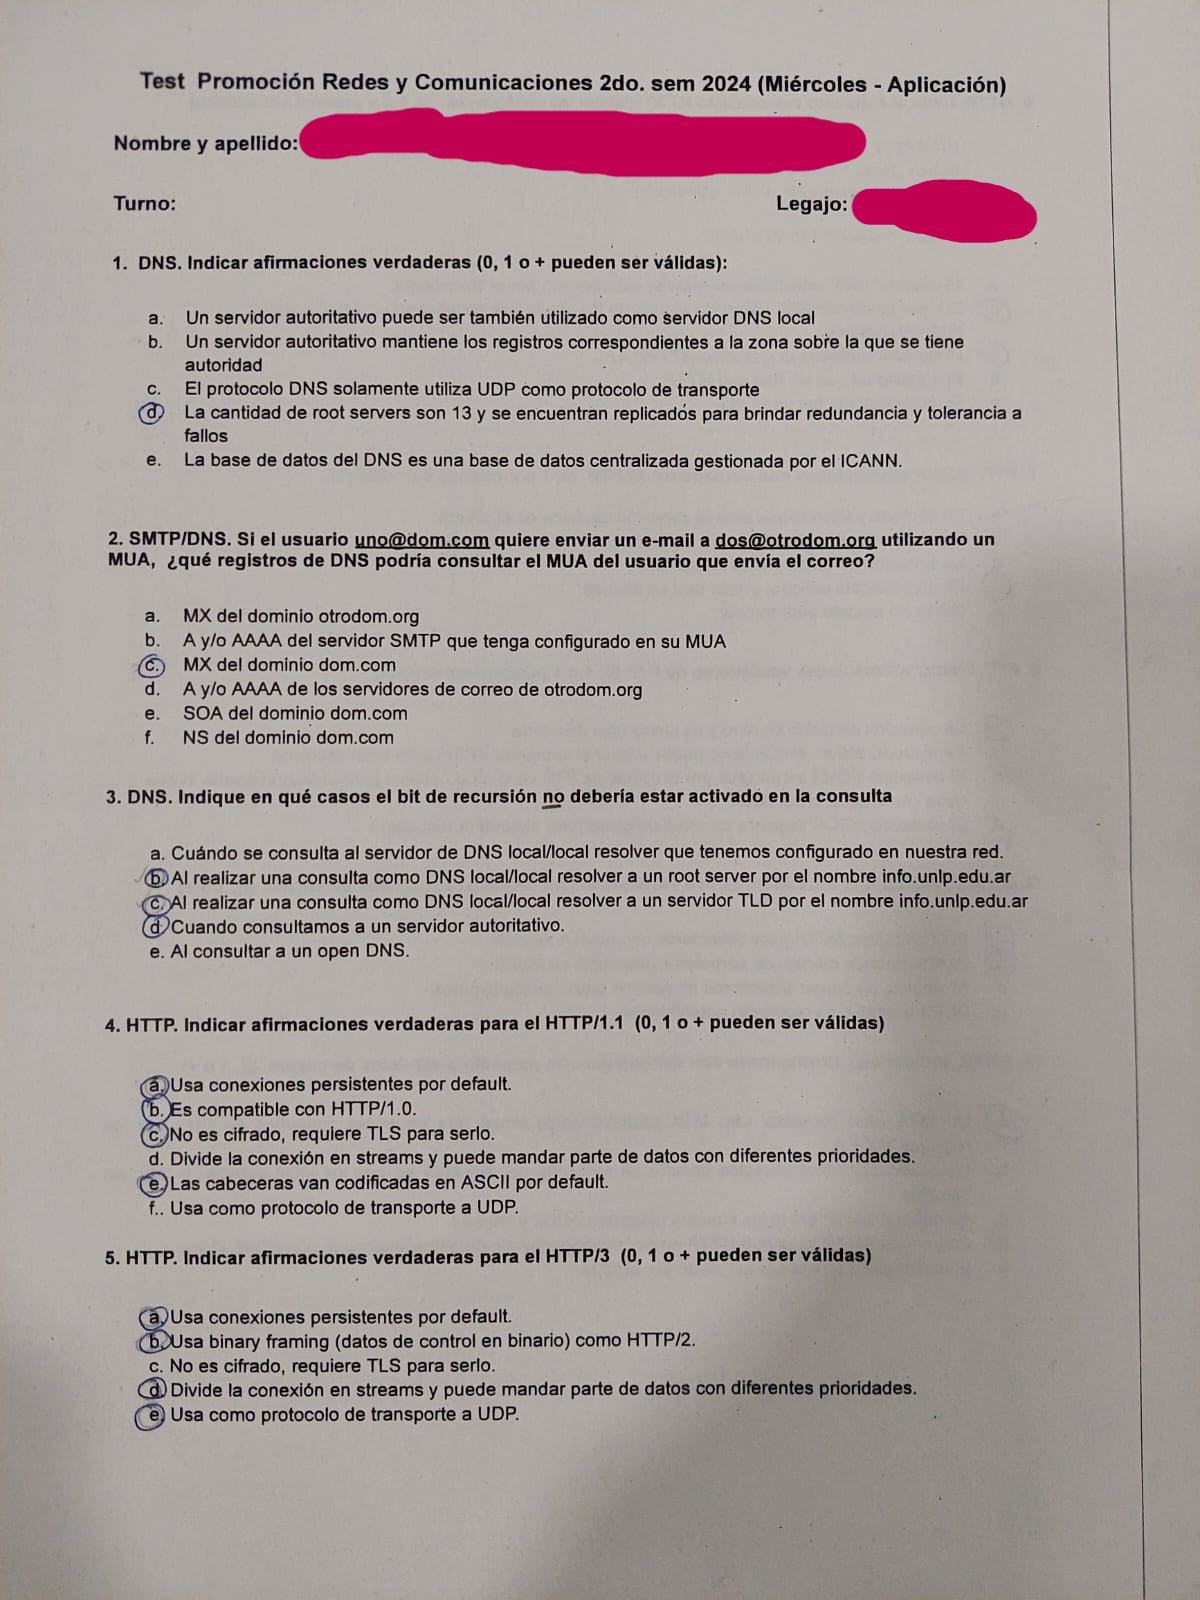 Test Promoción Redes y Comunicaciones 2do. sem 2024 (Miércoles - Aplicación)
Nombre y apellido:
Turno: Legajo:
1. DNS. Indicar afirmaciones verdaderas (0, 1 o + pueden ser válidas):
a. Un servidor autoritativo puede ser también utilizado como servidor DNS local
b. Un servidor autoritativo mantiene los registros correspondientes a la zona sobre la que se tiene
autoridad
c. El protocolo DNS solamente utiliza UDP como protocolo de transporte
d. La cantidad de root servers son 13 y se encuentran replicados para brindar redundancia y tolerancia a
fallos
e. La base de datos del DNS es una base de datos centralizada gestionada por el ICANN.
2. SMTP/DNS. Si el usuario uno@dom.com quiere enviar un e-mail a dos@otrodom.org utilizando un
MUA, ¿qué registros de DNS podría consultar el MUA del usuario que envía el correo?
a. MX del dominio otrodom.org
b. A y/o AAAA del servidor SMTP que tenga configurado en su MUA
c. MX del dominio dom.com
d. A y/o AAAA de los servidores de correo de otrodom.org
e. SOA del dominio dom.com
f. NS del dominio dom.com
3. DNS. Indique en qué casos el bit de recursión no debería estar activado en la consulta
a. Cuándo se consulta al servidor de DNS local/local resolver que tenemos configurado en nuestra red.
b. Al realizar una consulta como DNS local/local resolver a un root server por el nombre info.unlp.edu.ar
c. Al realizar una consulta como DNS local/local resolver a un servidor TLD por el nombre info.unlp.edu.ar
d. Cuando consultamos a un servidor autoritativo.
e. Al consultar a un open DNS.
4. HTTP. Indicar afirmaciones verdaderas para el HTTP/1.1 (0, 1 o + pueden ser válidas)
a. Usa conexiones persistentes por default.
b. Es compatible con HTTP/1.0.
c. No es cifrado, requiere TLS para serlo.
d. Divide la conexión en streams y puede mandar parte de datos con diferentes prioridades.
e. Las cabeceras van codificadas en ASCII por default.
f.. Usa como protocolo de transporte a UDP.
5. HTTP. Indicar afirmaciones verdaderas para el HTTP/3 (0, 1 o + pueden ser válidas)
a. Usa conexiones persistentes por default.
b. Usa binary framing (datos de control en binario) como HTTP/2.
c. No es cifrado, requiere TLS para serlo.
d. Divide la conexión en streams y puede mandar parte de datos con diferentes prioridades.
e. Usa como protocolo de transporte a UDP.